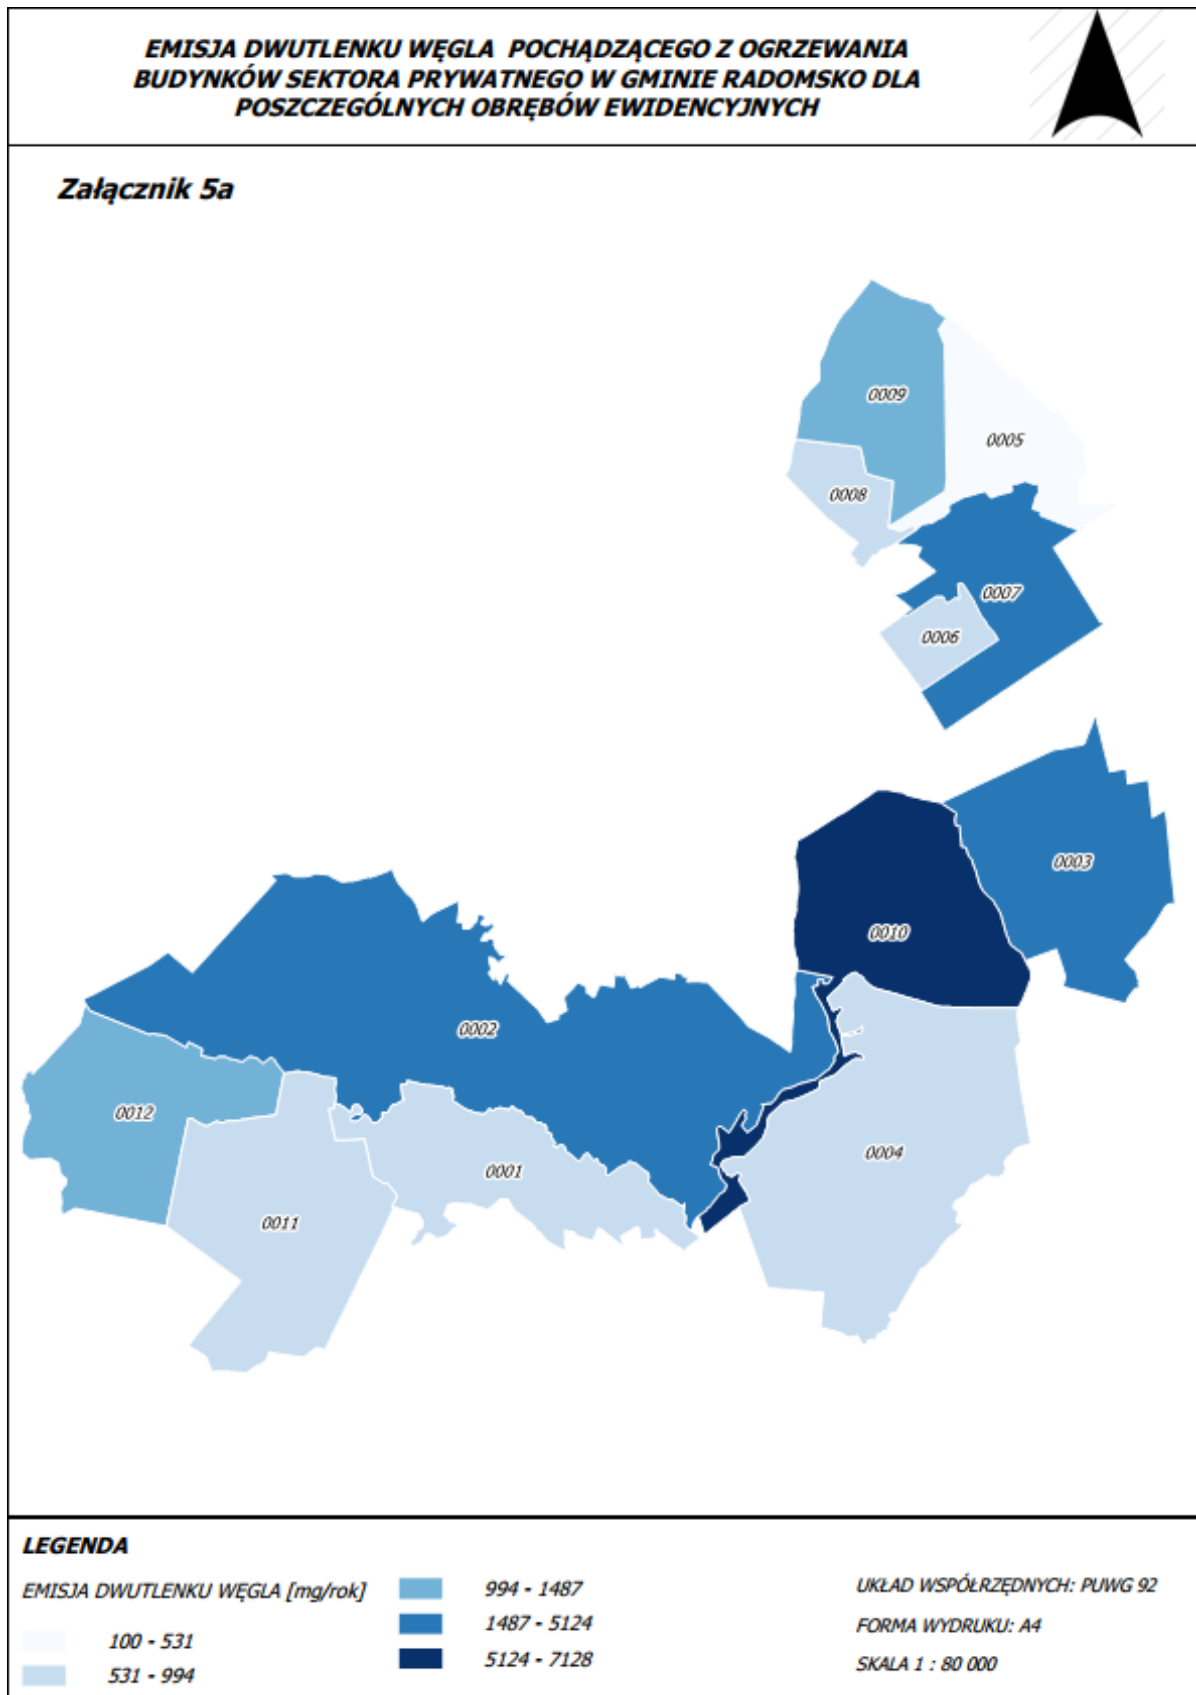 EMISJA DWUTLENKU WĘGLA POCHĄDZĄCEGO Z OGRZEWANIA
BUDYNKÓW SEKTORA PRYWATNEGO W GMINIE RADOMSKO DLA
POSZCZEGÓLNYCH OBRĘBÓW EWIDENCYJNYCH
Załącznik 5a
0009
0005
0008
0007
0006
0003
0010
0002
0012
0004
0001
0011
LEGENDA
EMISJA DWUTLENKU WĘGLA [mg/rok]
100 - 531
531 - 994
994 - 1487
1487 - 5124
5124 - 7128
UKŁAD WSPÓŁRZĘDNYCH: PUWG 92
FORMA WYDRUKU: A4
SKALA 1 : 80 000